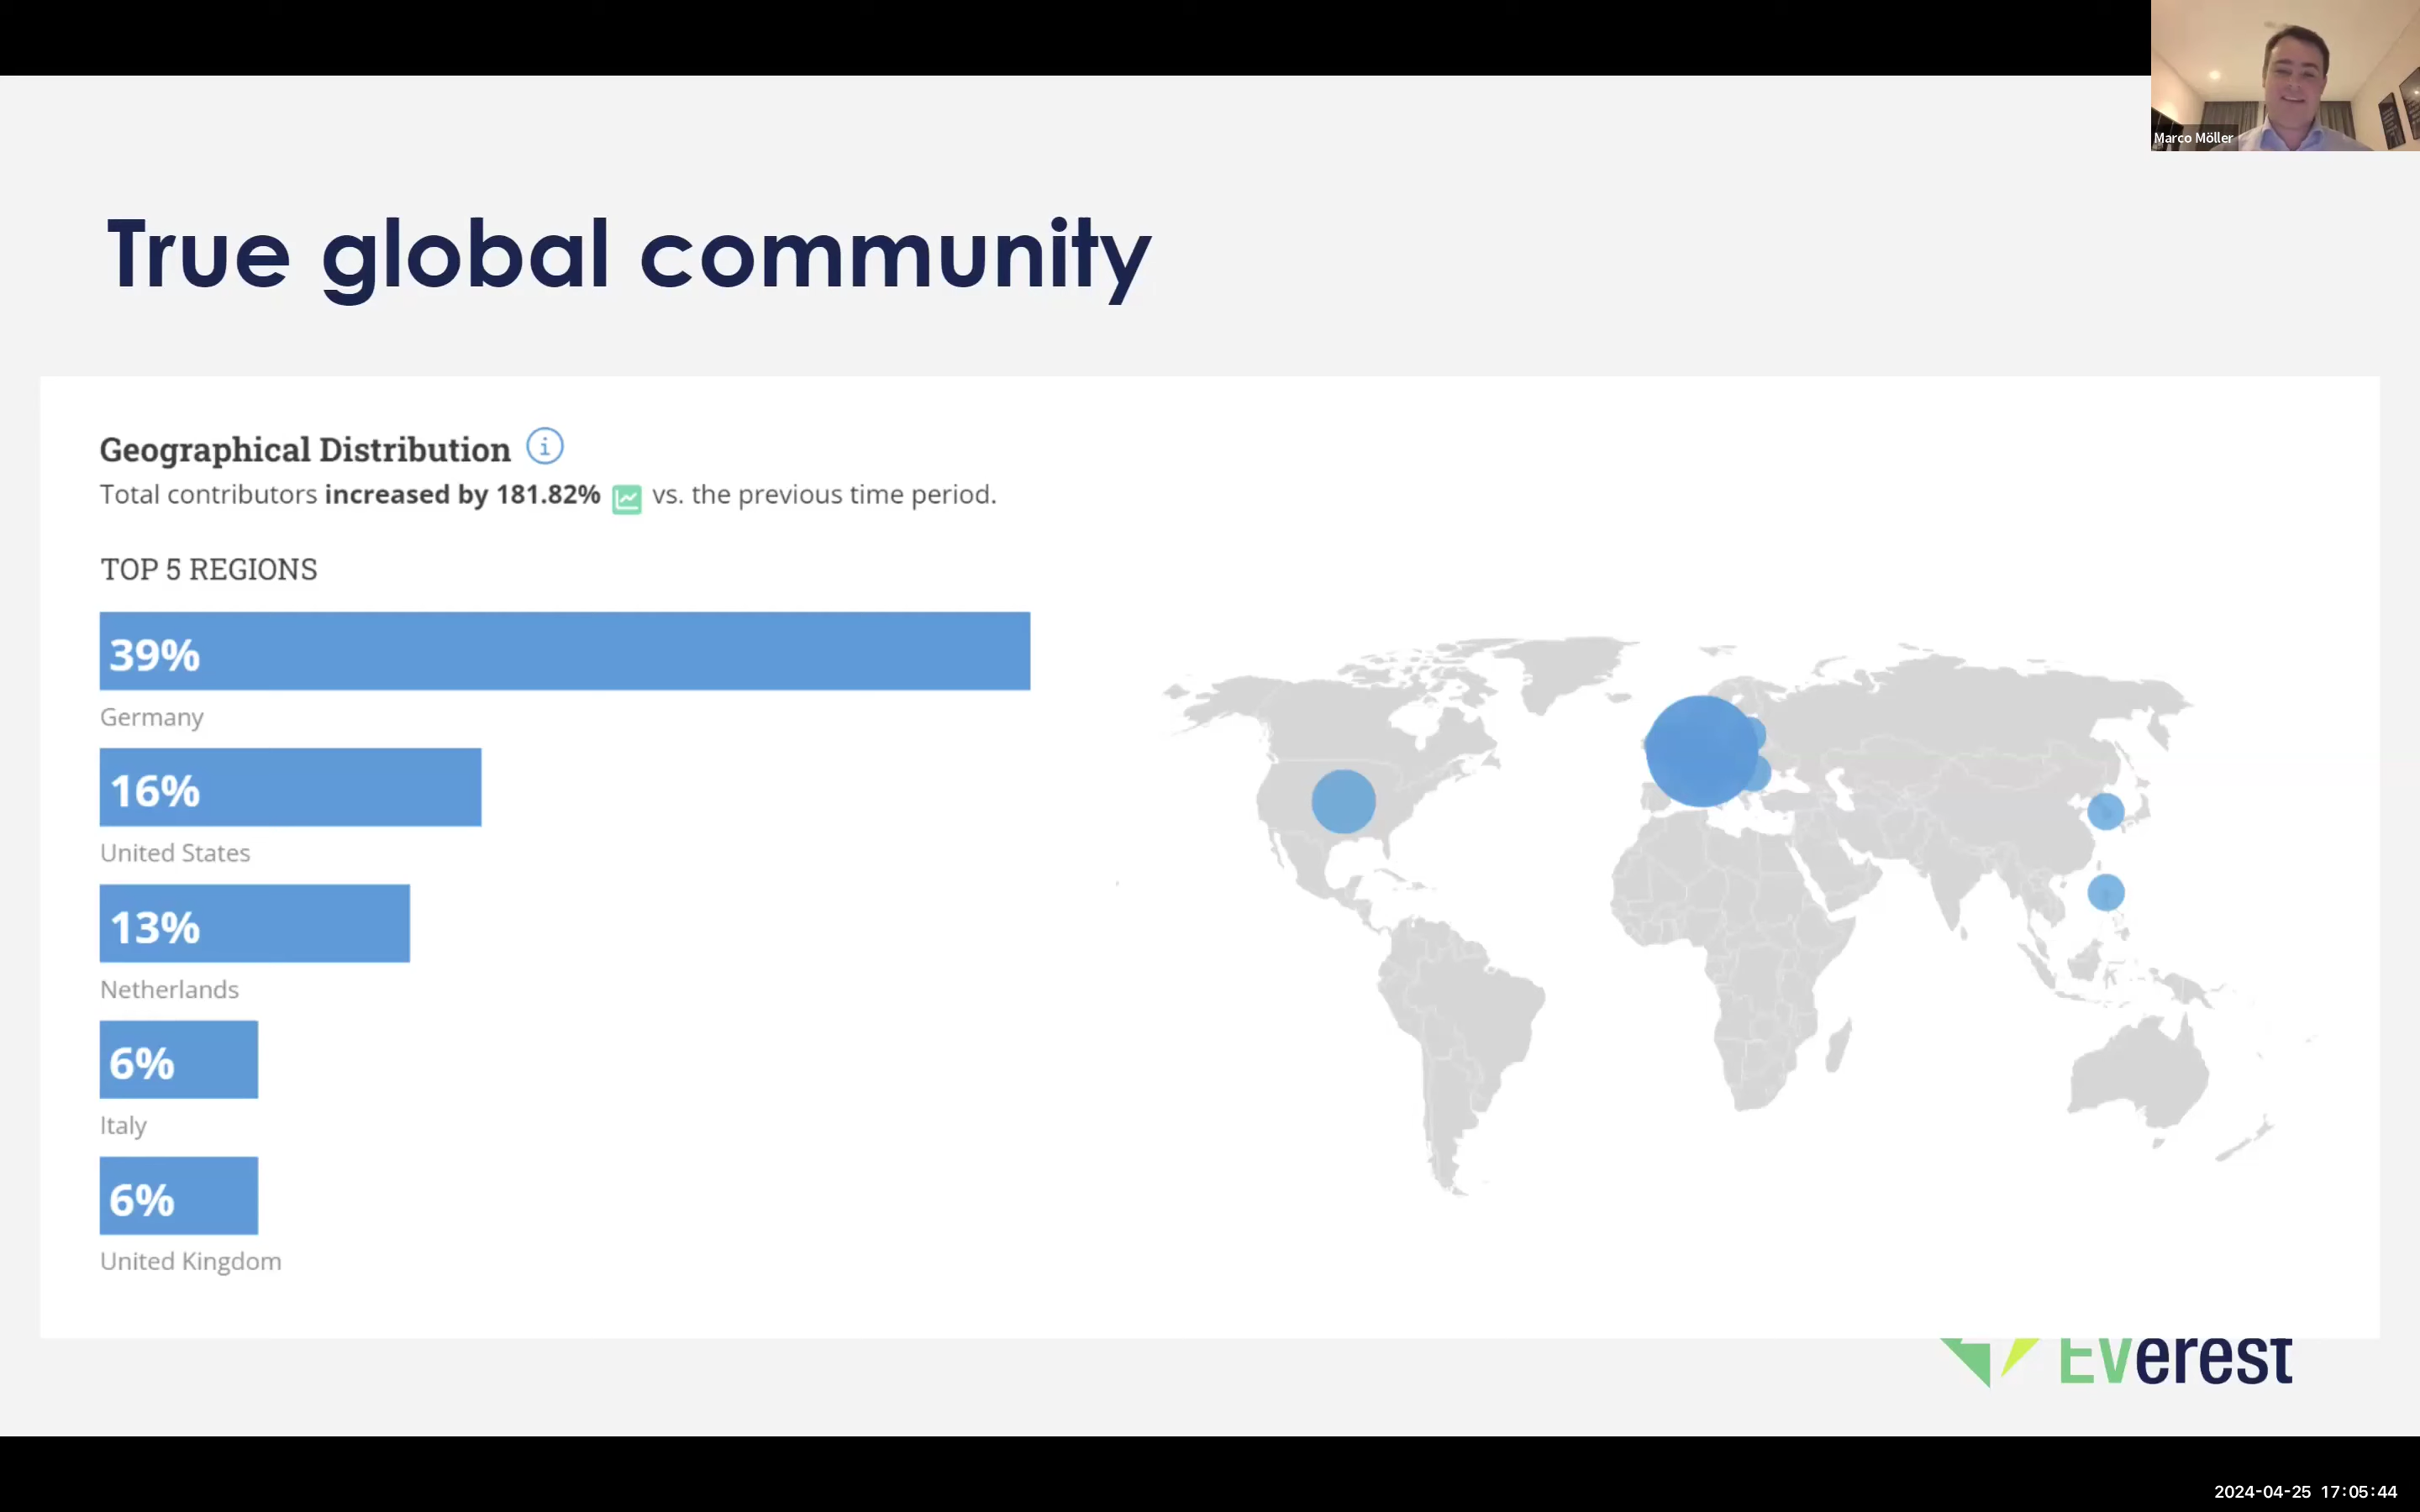 Marco Möller
True global community
Geographical Distribution i
Total contributors increased by 181.82% vs. the previous time period.
TOP 5 REGIONS
39%
Germany
16%
United States
13%
Netherlands
6%
Italy
6%
United Kingdom
EVerest
2024-04-25 17:05:44